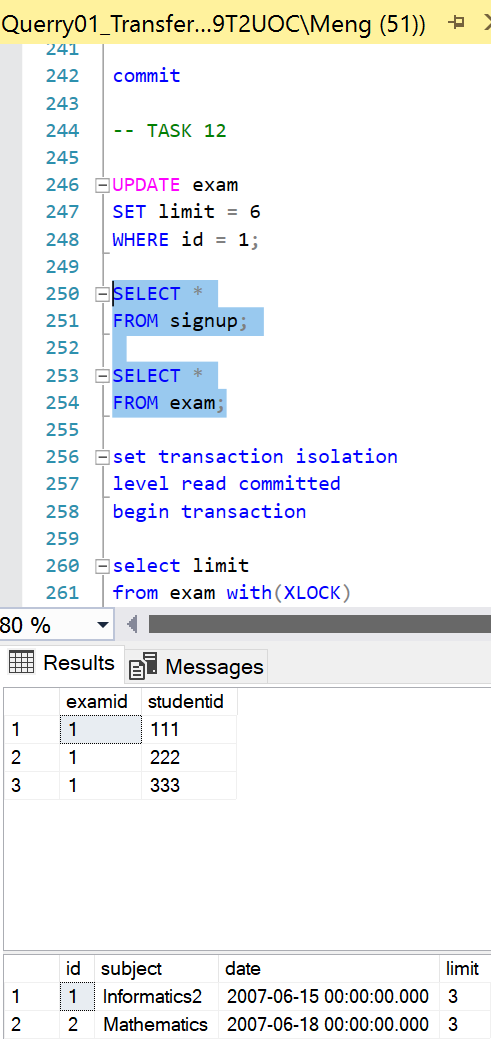 Querry01_Transfer...9T2UOC\Meng (51))
241
242 commit
243
244 -- TASK 12
245
246 UPDATE exam
247 SET limit = 6
248 WHERE id = 1;
249
250 SELECT *
251 FROM signup;
252
253 SELECT *
254 FROM exam;
255
256 set transaction isolation
257 level read committed
258 begin transaction
259
260 select limit
261 from exam with(XLOCK)
80 %
Results Messages
examid studentid
1 1 111
2 1 222
3 1 333
id subject date limit
1 1 Informatics2 2007-06-15 00:00:00.000 3
2 2 Mathematics 2007-06-18 00:00:00.000 3